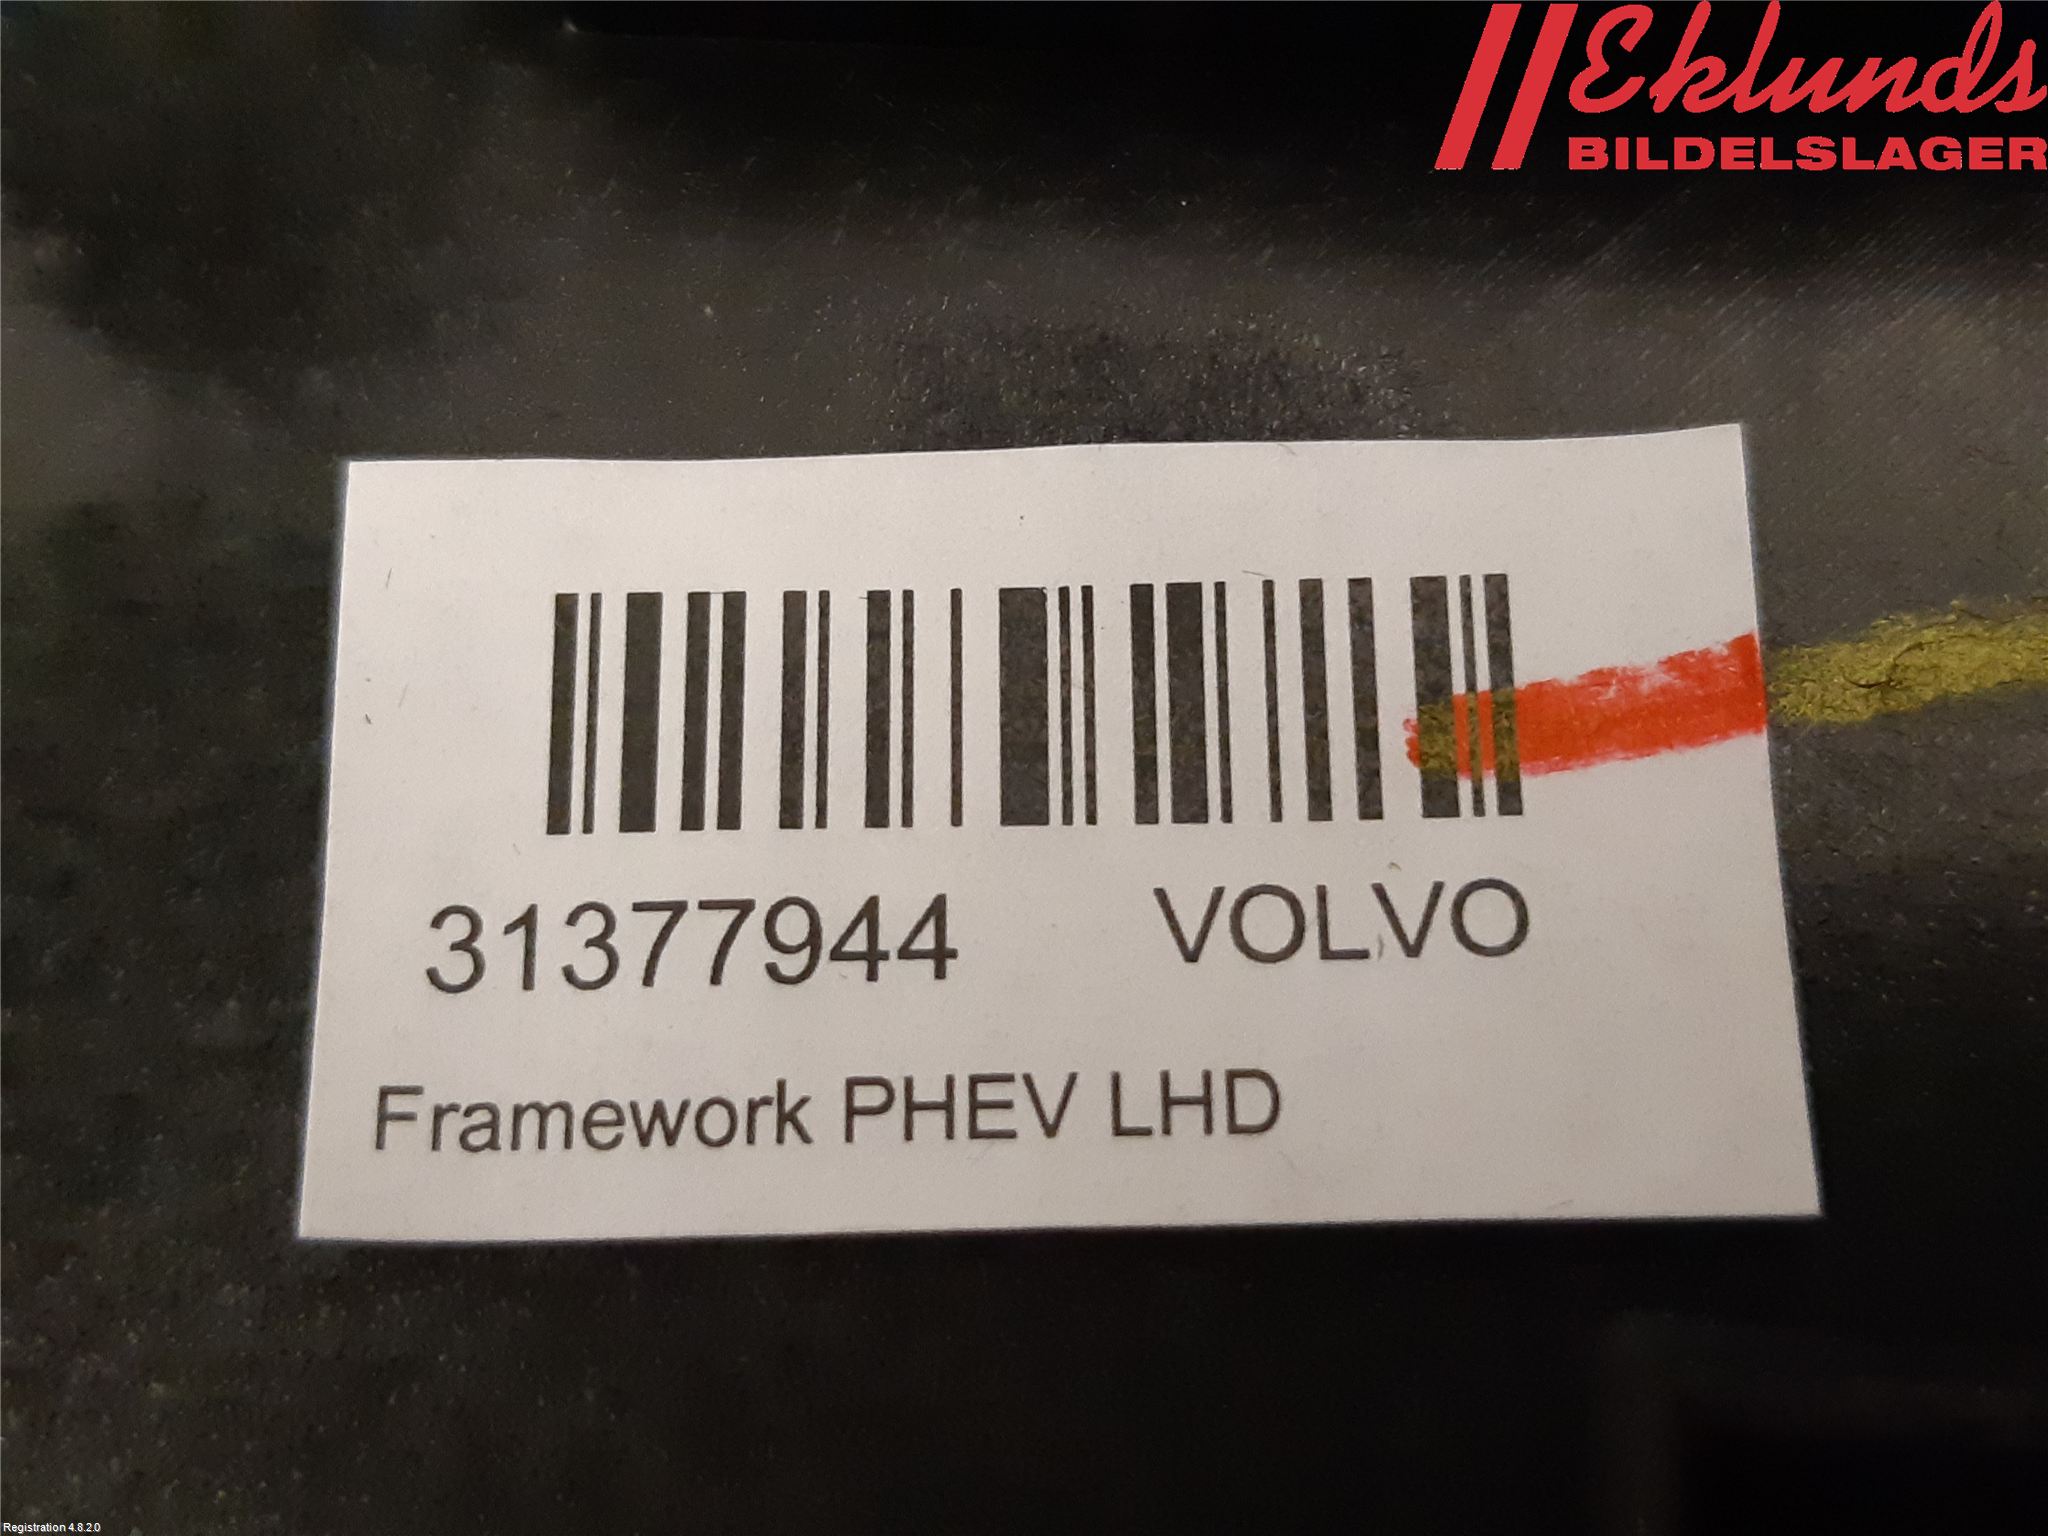 Eklunds
BILDELSLAGER
31377944 VOLVO
Framework PHEV LHD
Registration 4.8.2.0